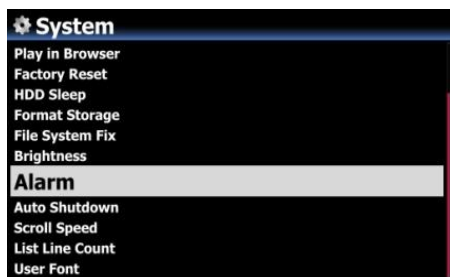 System
Play in Browser
Factory Reset
HDD Sleep
Format Storage
File System Fix
Brightness
Alarm
Auto Shutdown
Scroll Speed
List Line Count
User Font